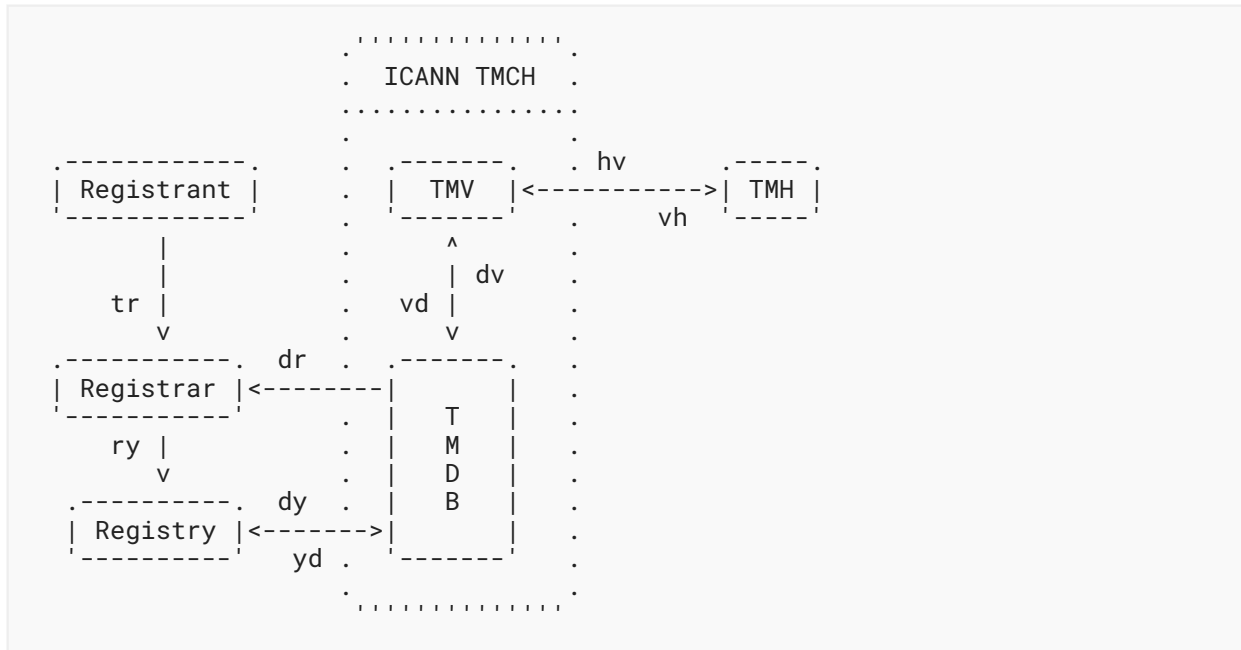 ICANN TMCH
hv
Registrant TMV TMH
vh
dv
tr vd
dr
Registrar
T
ry M
D
dy B
Registry
yd